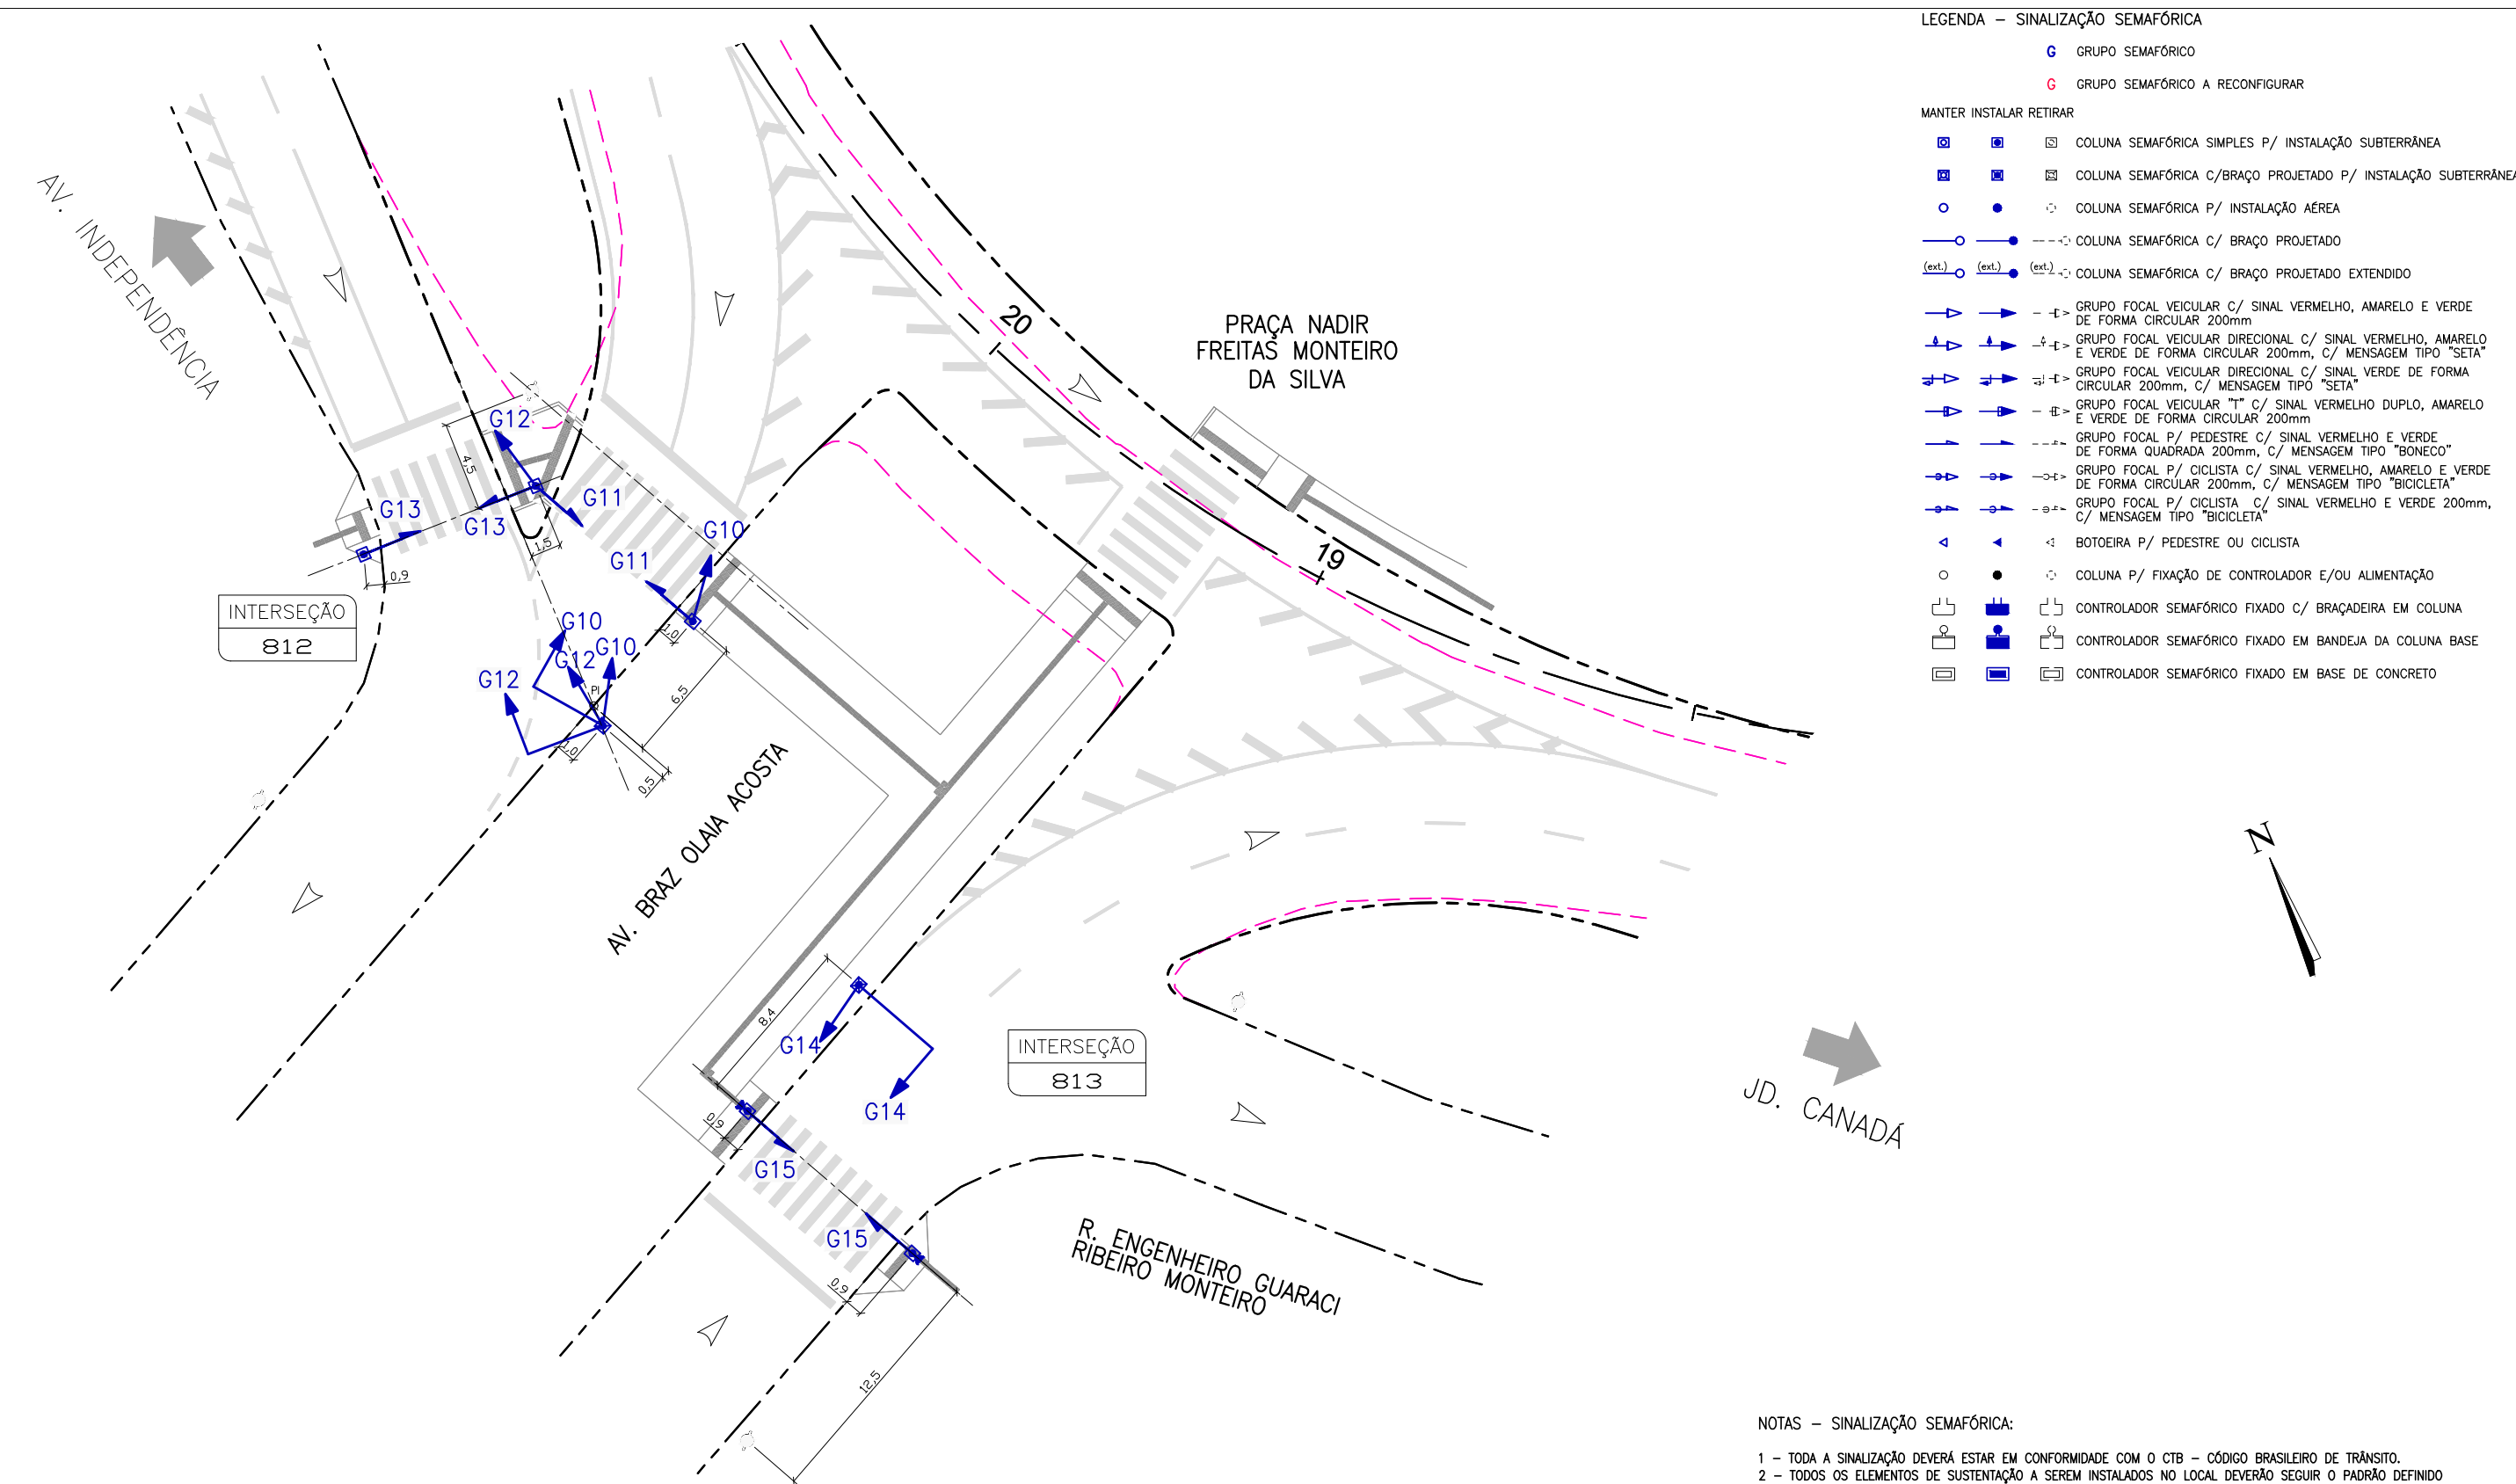 LEGENDA – SINALIZAÇÃO SEMAFÓRICA
G GRUPO SEMAFÓRICO
G GRUPO SEMAFÓRICO A RECONFIGURAR
MANTER INSTALAR RETIRAR
COLUNA SEMAFÓRICA SIMPLES P/ INSTALAÇÃO SUBTERRÂNEA
COLUNA SEMAFÓRICA C/BRAÇO PROJETADO P/ INSTALAÇÃO SUBTERRÂNEA
COLUNA SEMAFÓRICA P/ INSTALAÇÃO AÉREA
COLUNA SEMAFÓRICA C/ BRAÇO PROJETADO
(ext.) (ext.) (ext.) COLUNA SEMAFÓRICA C/ BRAÇO PROJETADO EXTENDIDO
GRUPO FOCAL VEICULAR C/ SINAL VERMELHO, AMARELO E VERDE
DE FORMA CIRCULAR 200mm
GRUPO FOCAL VEICULAR DIRECIONAL C/ SINAL VERMELHO, AMARELO
E VERDE DE FORMA CIRCULAR 200mm, C/ MENSAGEM TIPO "SETA"
GRUPO FOCAL VEICULAR DIRECIONAL C/ SINAL VERDE DE FORMA
CIRCULAR 200mm, C/ MENSAGEM TIPO "SETA"
GRUPO FOCAL VEICULAR "T" C/ SINAL VERMELHO DUPLO, AMARELO
E VERDE DE FORMA CIRCULAR 200mm
GRUPO FOCAL P/ PEDESTRE C/ SINAL VERMELHO E VERDE
DE FORMA QUADRADA 200mm, C/ MENSAGEM TIPO "BONECO"
GRUPO FOCAL P/ CICLISTA C/ SINAL VERMELHO, AMARELO E VERDE
DE FORMA CIRCULAR 200mm, C/ MENSAGEM TIPO "BICICLETA"
GRUPO FOCAL P/ CICLISTA C/ SINAL VERMELHO E VERDE 200mm,
C/ MENSAGEM TIPO "BICICLETA"
BOTOEIRA P/ PEDESTRE OU CICLISTA
COLUNA P/ FIXAÇÃO DE CONTROLADOR E/OU ALIMENTAÇÃO
CONTROLADOR SEMAFÓRICO FIXADO C/ BRAÇADEIRA EM COLUNA
CONTROLADOR SEMAFÓRICO FIXADO EM BANDEJA DA COLUNA BASE
CONTROLADOR SEMAFÓRICO FIXADO EM BASE DE CONCRETO
AV. INDEPENDÊNCIA
20
PRAÇA NADIR
FREITAS MONTEIRO
DA SILVA
19
G12
4,5
G11
G13
G13
1,5
0,9
G10
G11
INTERSEÇÃO
812
1,0
G10
G12
G10
G12
PI
6,5
1,0
0,5
AV. BRAZ OLAIA ACOSTA
N
8,4
G14
G14
INTERSEÇÃO
813
JD. CANADÁ
0,9
G15
G15
0,9
R. ENGENHEIRO GUARACI
RIBEIRO MONTEIRO
12,5
NOTAS – SINALIZAÇÃO SEMAFÓRICA:
1 – TODA A SINALIZAÇÃO DEVERÁ ESTAR EM CONFORMIDADE COM O CTB – CÓDIGO BRASILEIRO DE TRÂNSITO.
2 – TODOS OS ELEMENTOS DE SUSTENTAÇÃO A SEREM INSTALADOS NO LOCAL DEVERÃO SEGUIR O PADRÃO DEFINIDO